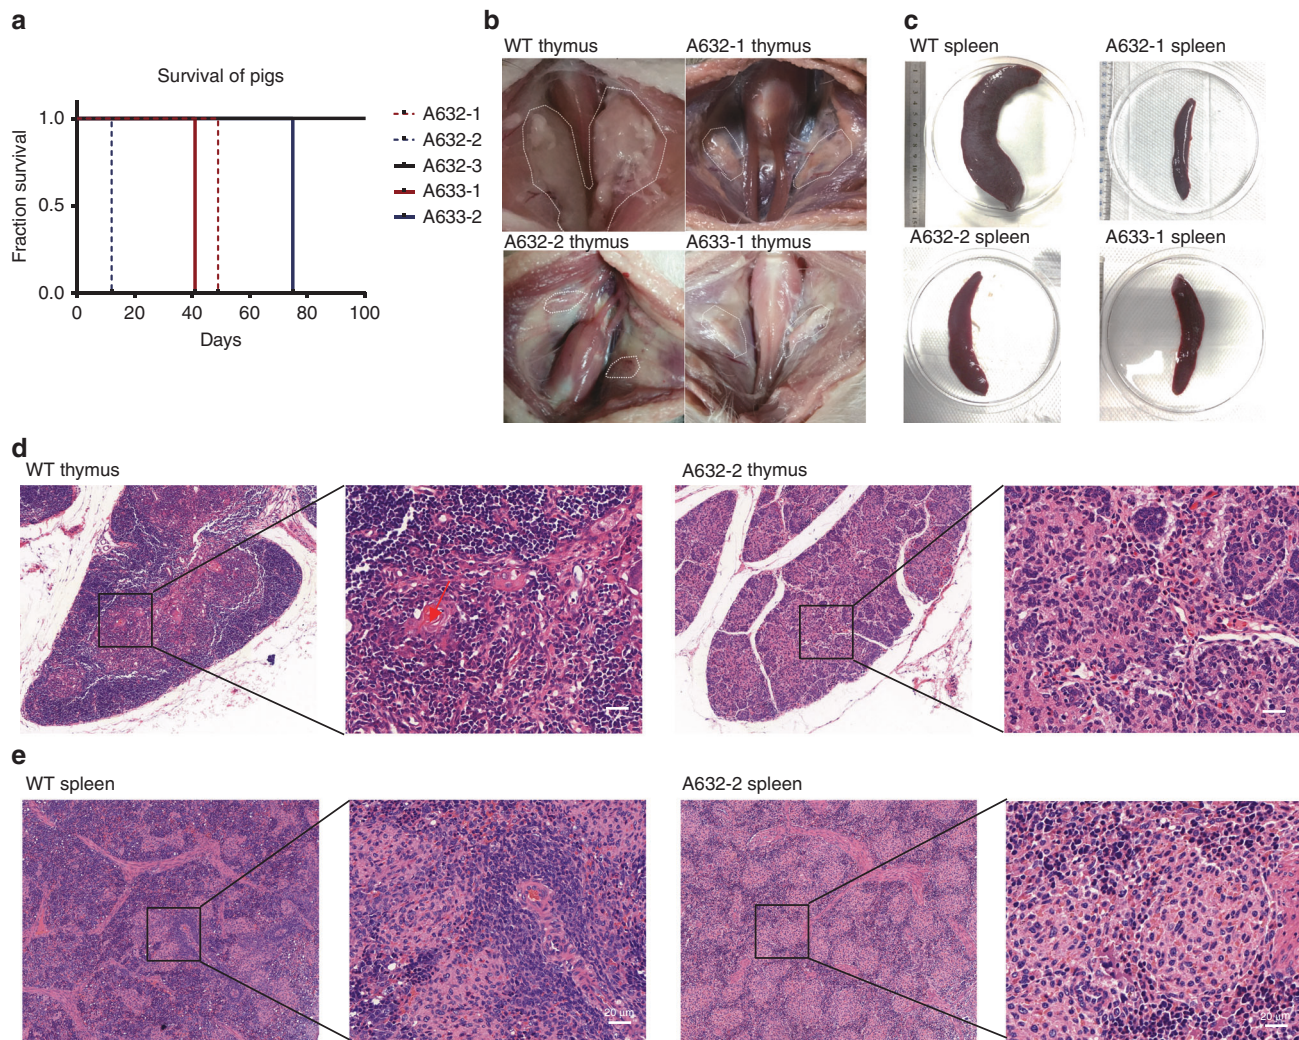 a
Survival of pigs
Fraction survival
1.0
0.5
0.0
0
20
40
60
80
100
Days
A632-1
A632-2
A632-3
A633-1
A633-2
b
WT thymus
A632-1 thymus
A632-2 thymus
A633-1 thymus
c
WT spleen
A632-1 spleen
A632-2 spleen
A633-1 spleen
d
WT thymus
A632-2 thymus
e
WT spleen
A632-2 spleen
20 µm
20 µm